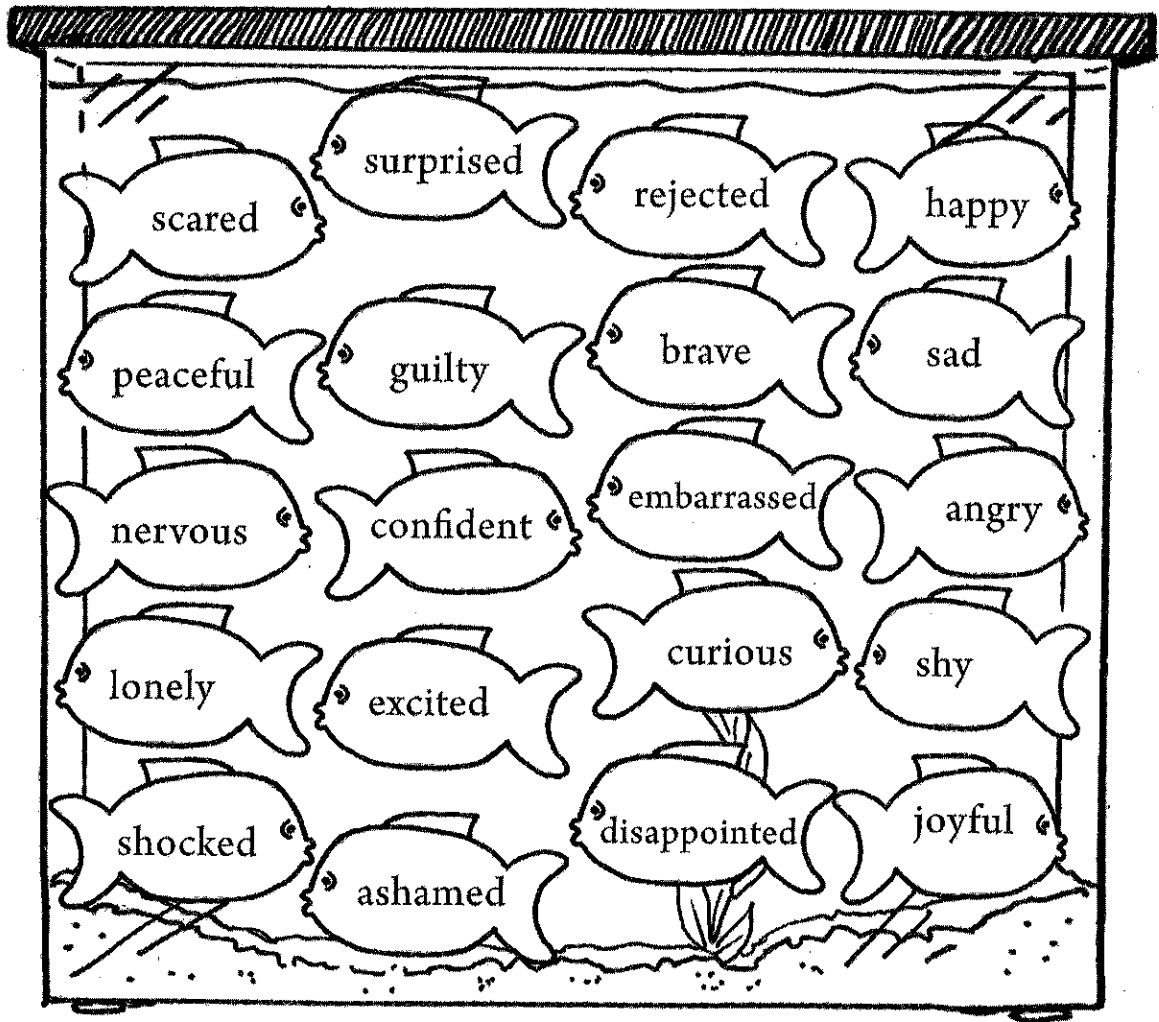 scared
surprised
rejected
happy
peaceful
guilty
brave
sad
nervous
confident
embarrassed
angry
lonely
excited
curious
shy
shocked
ashamed
disappointed
joyful